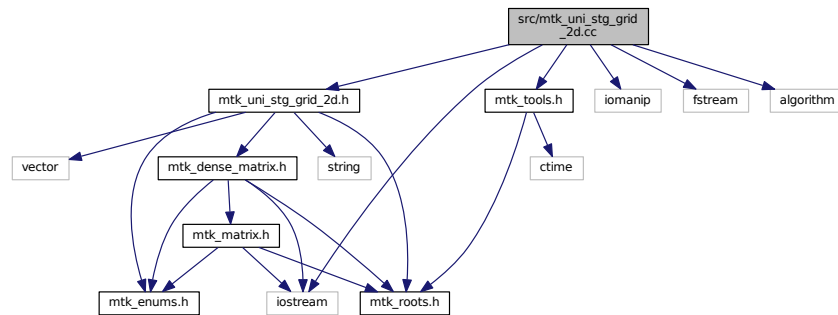 src/mtk_uni_stg_grid
_2d.cc
mtk_uni_stg_grid_2d.h
mtk_tools.h
iomanip
fstream
algorithm
vector
mtk_dense_matrix.h
string
ctime
mtk_matrix.h
mtk_enums.h
iostream
mtk_roots.h